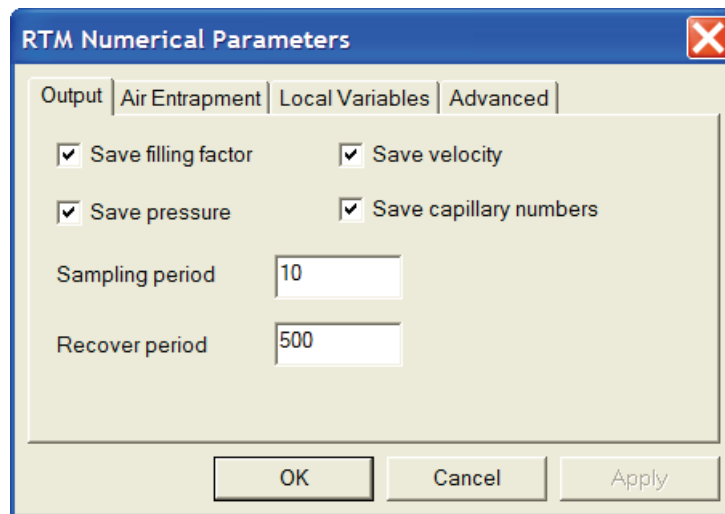 RTM Numerical Parameters
Output Air Entrapment Local Variables Advanced
Save filling factor Save velocity
Save pressure Save capillary numbers
Sampling period 10
Recover period 500
OK Cancel Apply